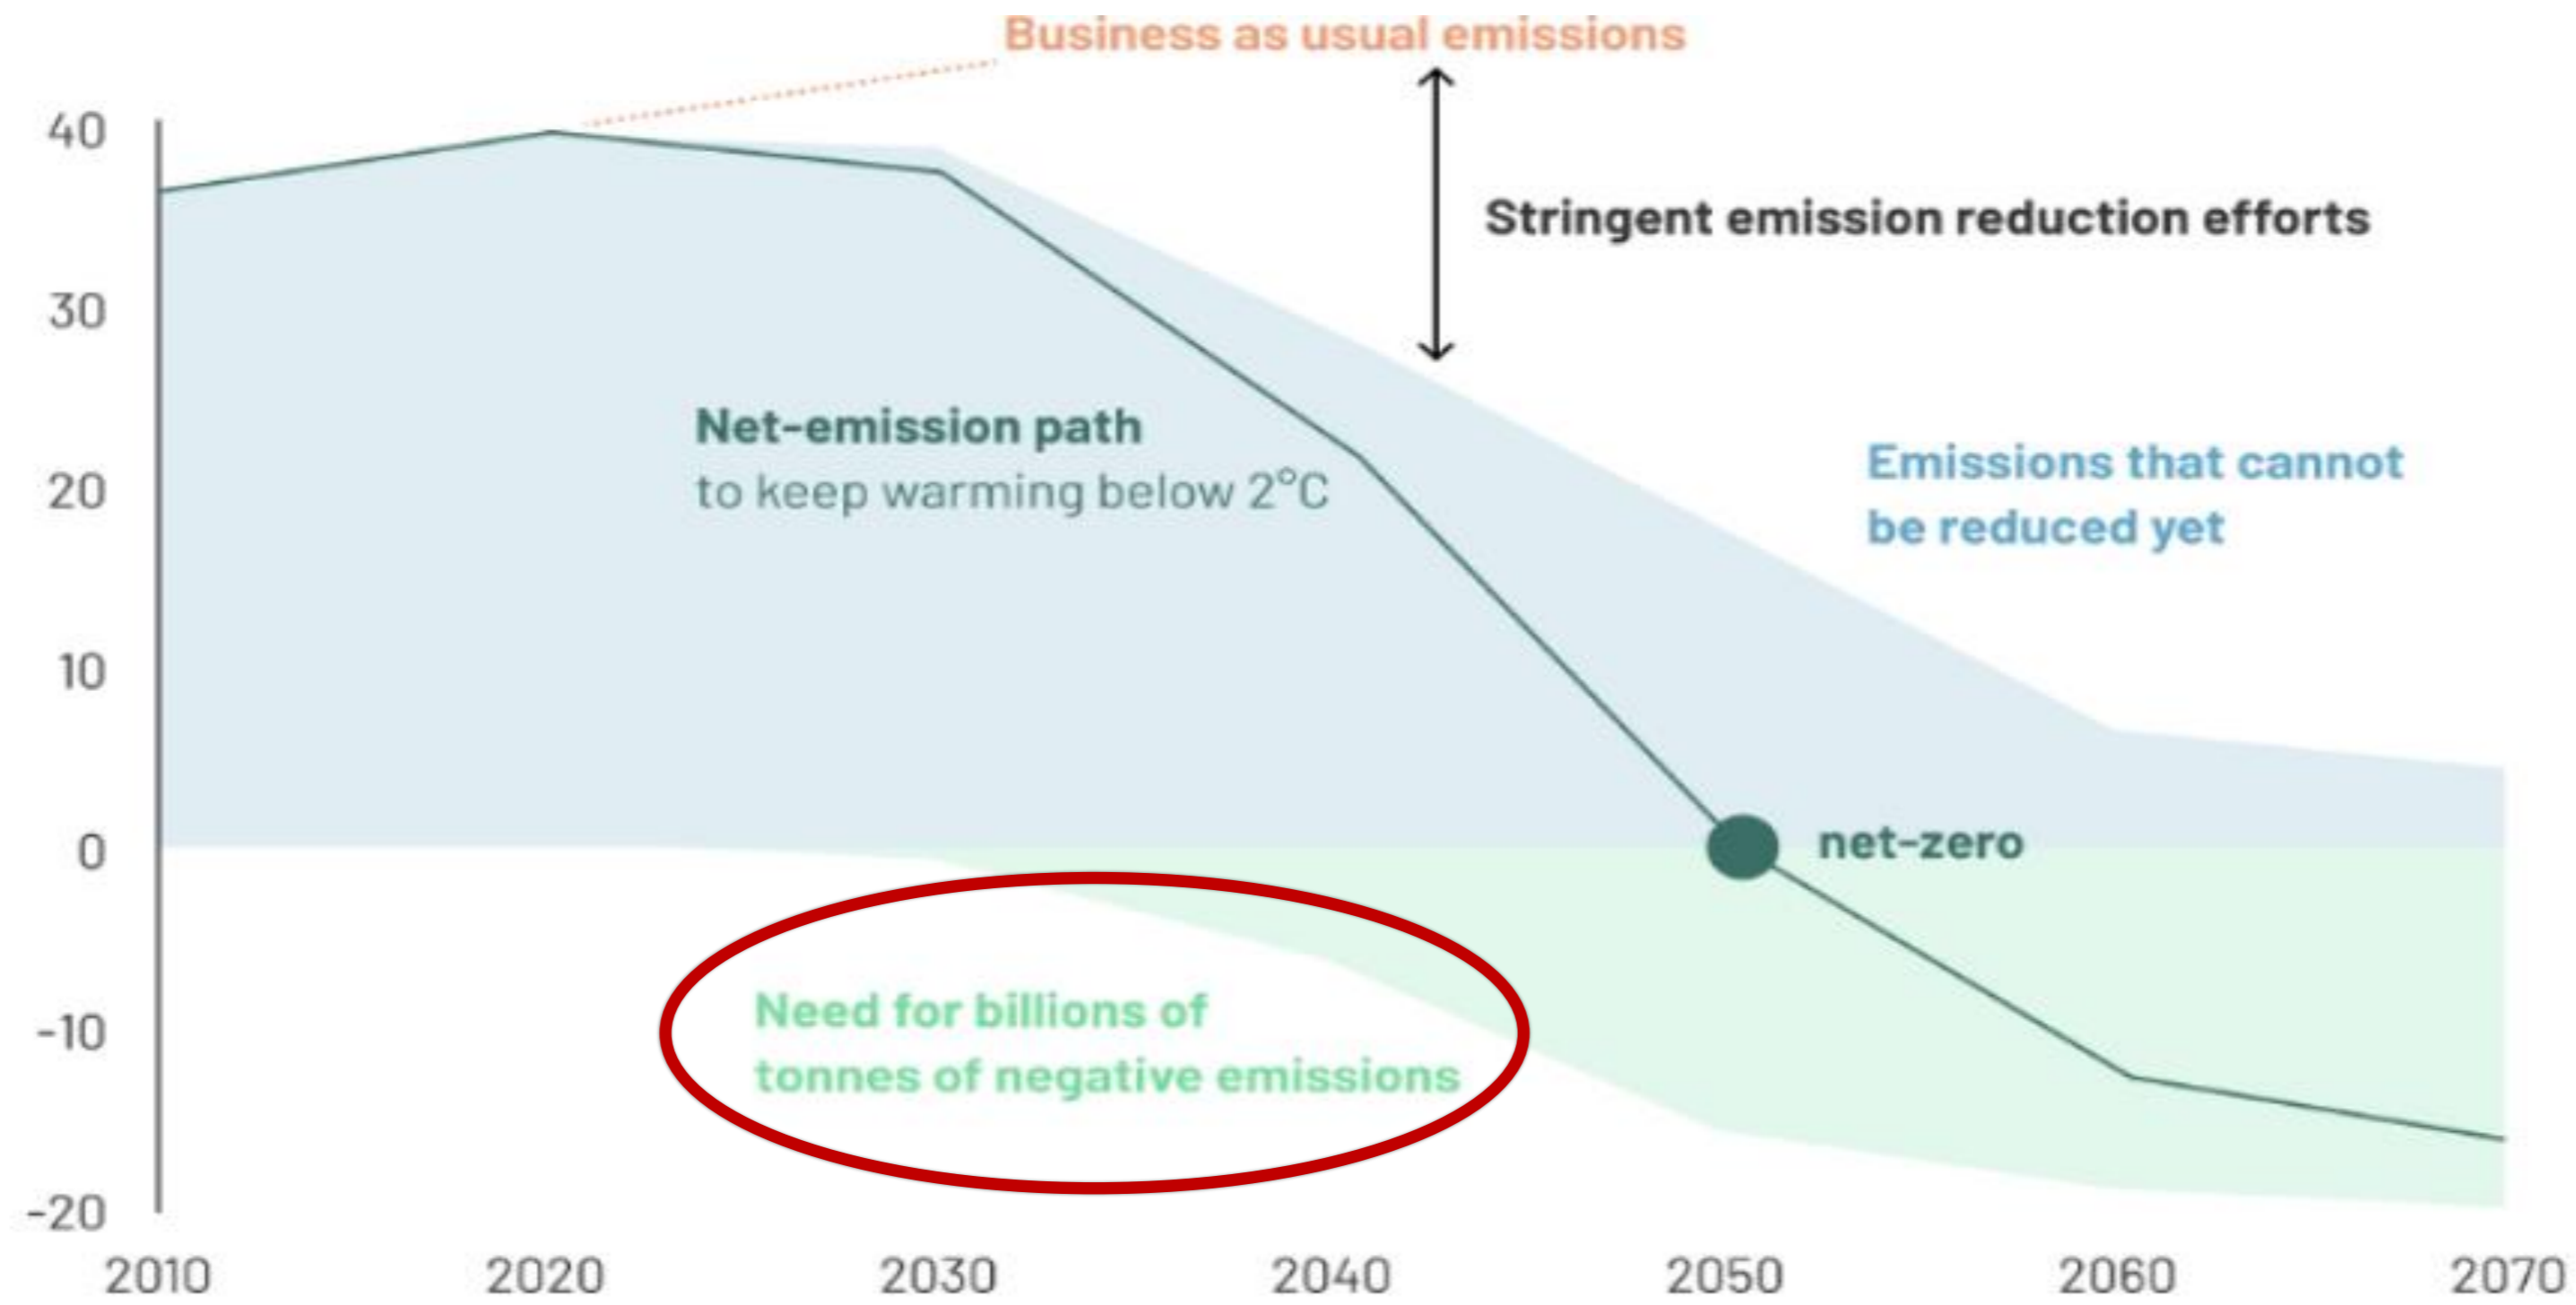 Business as usual emissions
40
30
20
10
0
-10
-20
Stringent emission reduction efforts
Net-emission path
to keep warming below 2°C
Emissions that cannot
be reduced yet
net-zero
Need for billions of
tonnes of negative emissions
2010 2020 2030 2040 2050 2060 2070